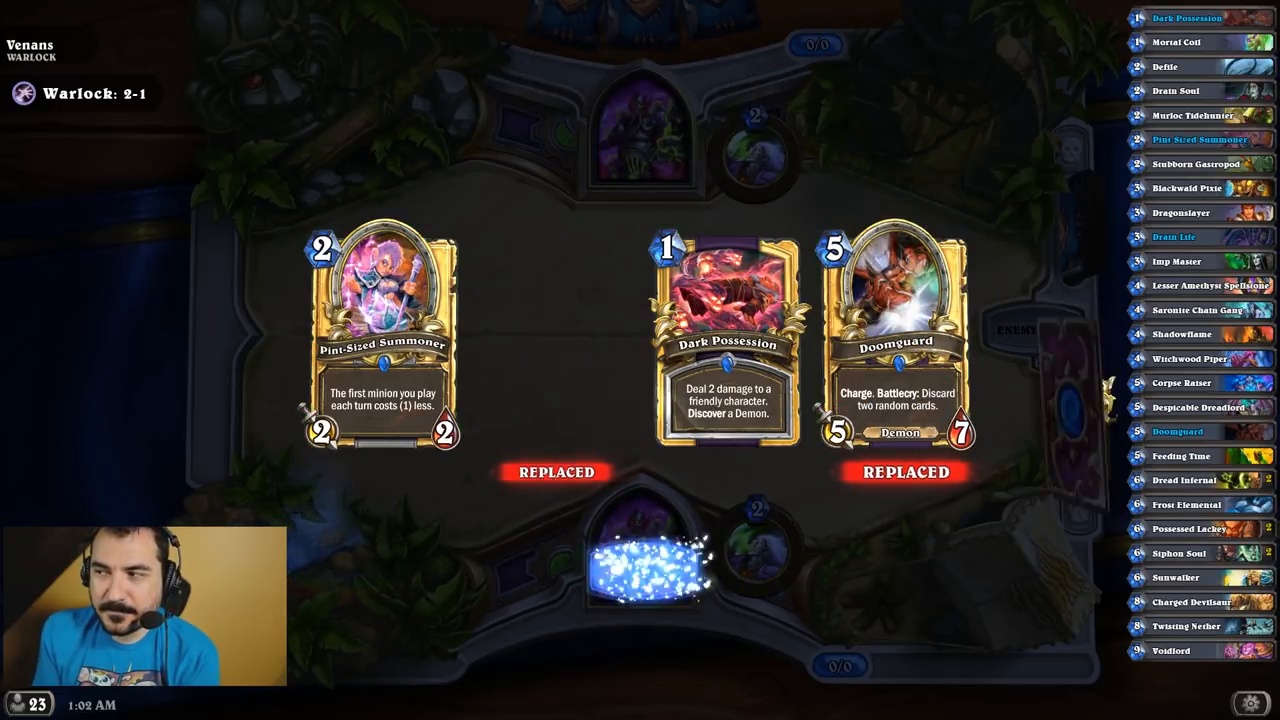 Venans
WARLOCK
Warlock: 2-1
0/0
2
2
Pint-Sized Summoner
The first minion you play
each turn costs (1) less.
2
2
1
Dark Possession
Deal 2 damage to a
friendly character.
Discover a Demon.
5
Doomguard
Charge. Battlecry: Discard
two random cards.
5
Demon
7
REPLACED
REPLACED
ENEMY
2
0/0
23
1:02 AM
1 Dark Possession
1 Mortal Coil
2 Defile
2 Drain Soul
2 Murloc Tidehunter
2 Pint Sized Summoner
2 Stubborn Gastropod
3 Blackwald Pixie
3 Dragonslayer
3 Drain Life
3 Imp Master
4 Lesser Amethyst Spellstone
4 Saronite Chain Gang
4 Shadowflame
4 Witchwood Piper
5 Corpse Raiser
5 Despicable Dreadlord
5 Doomguard
5 Feeding Time
6 Dread Infernal 2
6 Frost Elemental
6 Possessed Lackey 2
6 Siphon Soul 2
6 Sunwalker
8 Charged Devilsaur
8 Twisting Nether
9 Voidlord